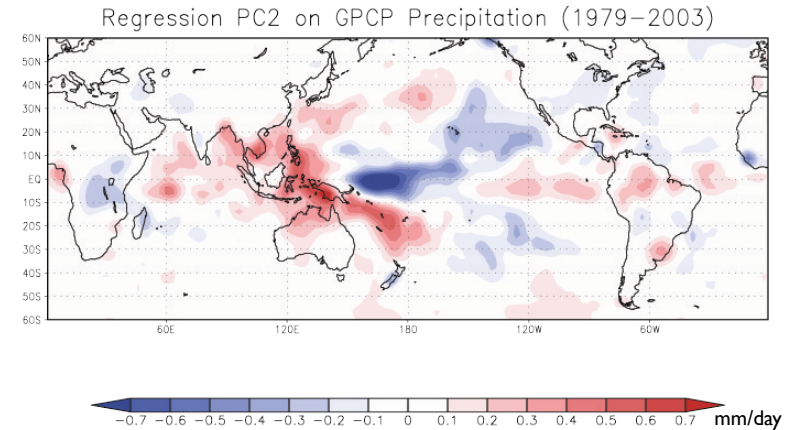 Regression PC2 on GPCP Precipitation (1979−2003)
60N
50N
40N
30N
20N
10N
EQ
10S
20S
30S
40S
50S
60S
60E 120E 180 120W 60W
−0.7 −0.6 −0.5 −0.4 −0.3 −0.2 −0.1 0 0.1 0.2 0.3 0.4 0.5 0.6 0.7 mm/day